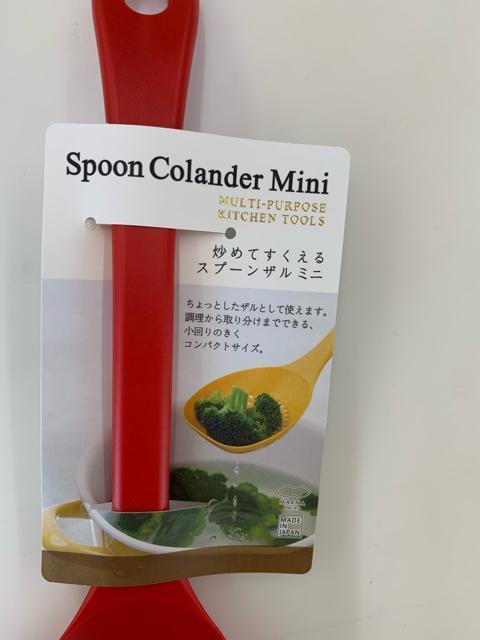 Spoon Colander Mini
MULTI-PURPOSE
KITCHEN TOOLS
炒めてすくえる
スプーンザル ミニ
ちょっとしたザルとして使えます。
調理から取り分けまでできる、
小回りのきく
コンパクトサイズ。
MARNA
MADE
IN
JAPAN